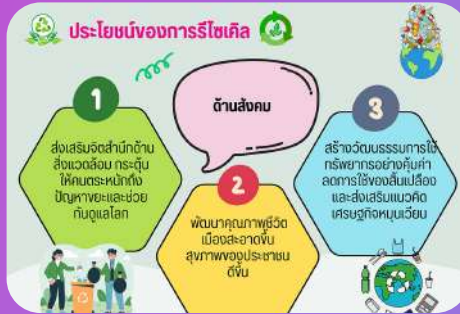 ประโยชน์ของการรีไซเคิล
ด้านสังคม
1
ส่งเสริมจิตสำนึกด้าน
สิ่งแวดล้อม กระตุ้น
ให้คนตระหนักถึง
ปัญหาขยะและช่วย
กันดูแลโลก
2
พัฒนาคุณภาพชีวิต
เมืองสะอาดขึ้น
สุขภาพของประชาชน
ดีขึ้น
3
สร้างวัฒนธรรมการใช้
ทรัพยากรอย่างคุ้มค่า
ลดการใช้ของสิ้นเปลือง
และส่งเสริมแนวคิด
เศรษฐกิจหมุนเวียน